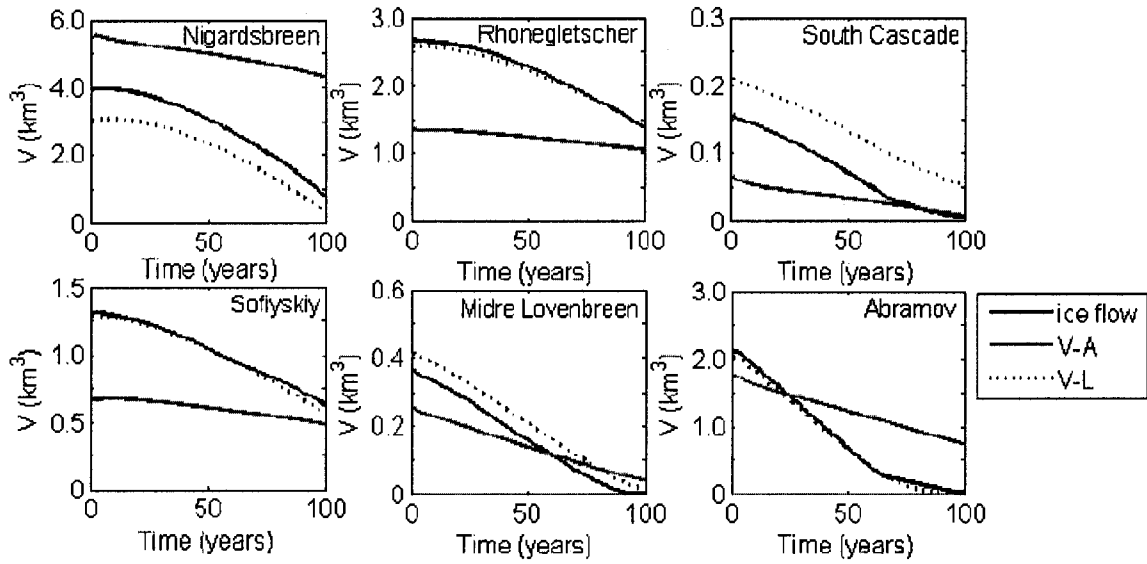 Nigardsbreen
6.0
4.0
2.0
0
V (km³)
0 50 100
Time (years)
Rhonegletscher
3.0
2.0
1.0
0
V (km³)
0 50 100
Time (years)
South Cascade
0.3
0.2
0.1
0
V (km³)
0 50 100
Time (years)
Sofiyskiy
1.5
1.0
0.5
0
V (km³)
0 50 100
Time (years)
Midre Lovenbreen
0.6
0.4
0.2
0
V (km³)
0 50 100
Time (years)
Abramov
3.0
2.0
1.0
0
V (km³)
0 50 100
Time (years)
ice flow
V-A
V-L